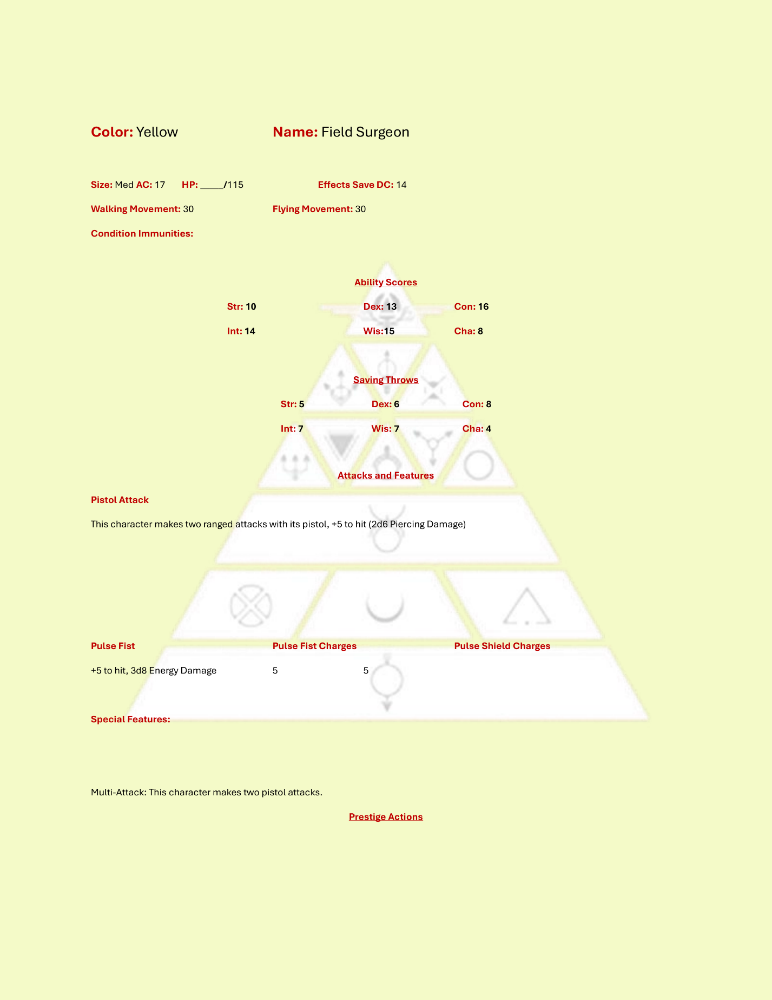 Color: Yellow Name: Field Surgeon
Size: Med AC: 17 HP: _____/115 Effects Save DC: 14
Walking Movement: 30 Flying Movement: 30
Condition Immunities:
Ability Scores
Str: 10 Dex: 13 Con: 16
Int: 14 Wis:15 Cha: 8
Saving Throws
Str: 5 Dex: 6 Con: 8
Int: 7 Wis: 7 Cha: 4
Attacks and Features
Pistol Attack
This character makes two ranged attacks with its pistol, +5 to hit (2d6 Piercing Damage)
Pulse Fist Pulse Fist Charges Pulse Shield Charges
+5 to hit, 3d8 Energy Damage 5 5
Special Features:
Multi-Attack: This character makes two pistol attacks.
Prestige Actions